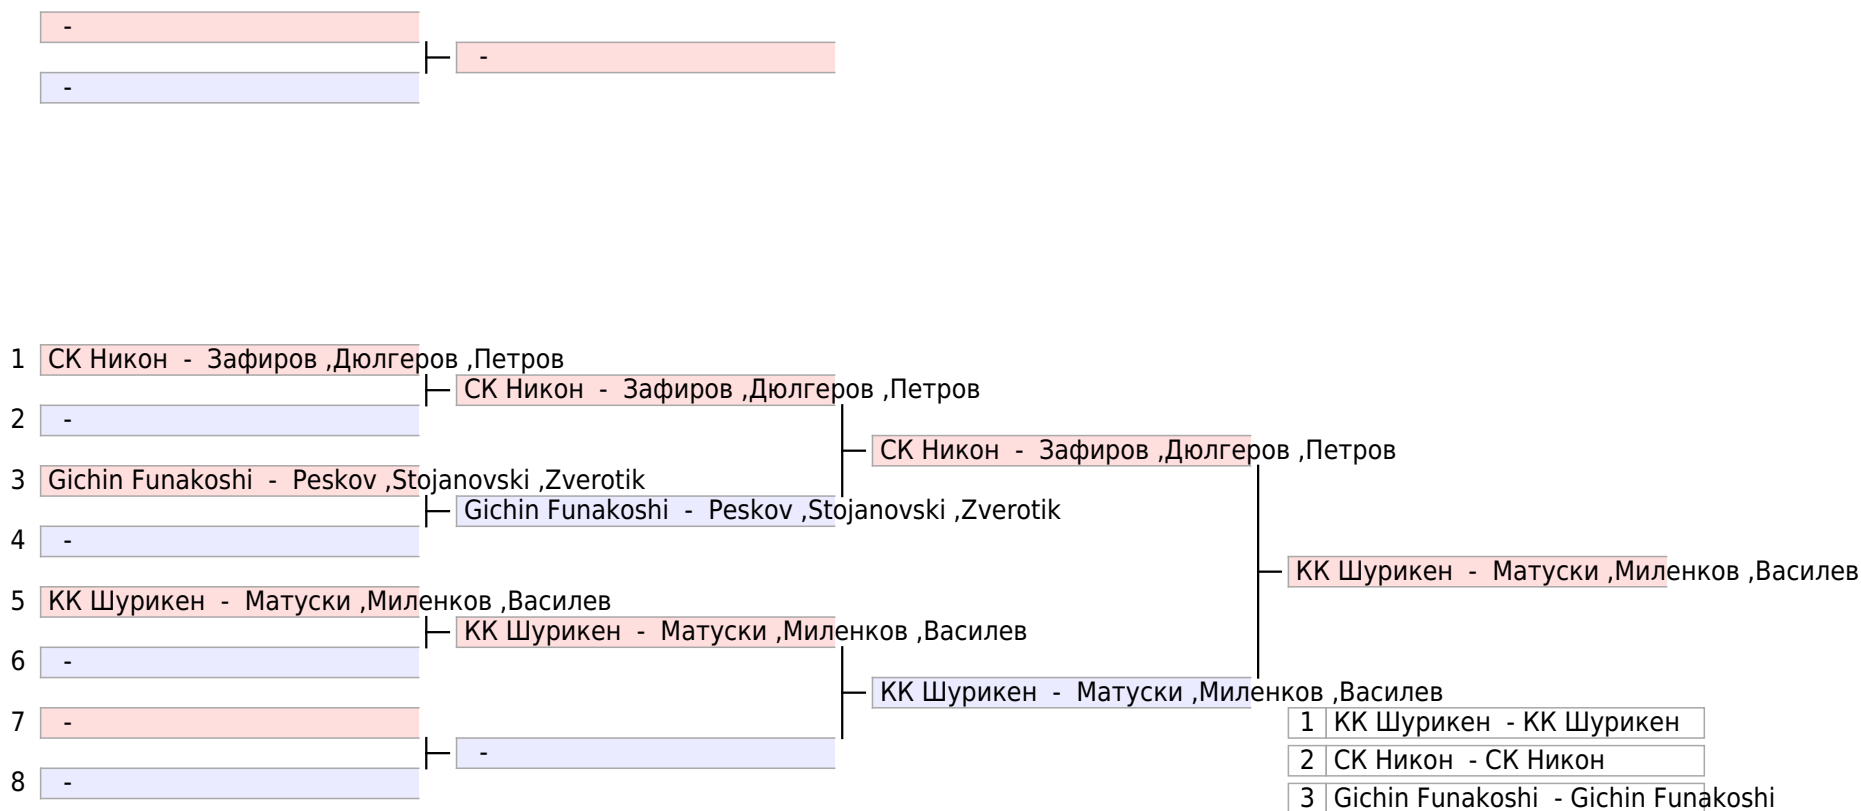 -
-
-
1 СК Никон - Зафиров ,Дюлгеров ,Петров
СК Никон - Зафиров ,Дюлгеров ,Петров
2 -
СК Никон - Зафиров ,Дюлгеров ,Петров
3 Gichin Funakoshi - Peskov ,Stojanovski ,Zverotik
Gichin Funakoshi - Peskov ,Stojanovski ,Zverotik
4 -
КК Шурикен - Матуски ,Миленков ,Василев
5 КК Шурикен - Матуски ,Миленков ,Василев
КК Шурикен - Матуски ,Миленков ,Василев
6 -
КК Шурикен - Матуски ,Миленков ,Василев
7 -
-
8 -
1 КК Шурикен - КК Шурикен
2 СК Никон - СК Никон
3 Gichin Funakoshi - Gichin Funakoshi